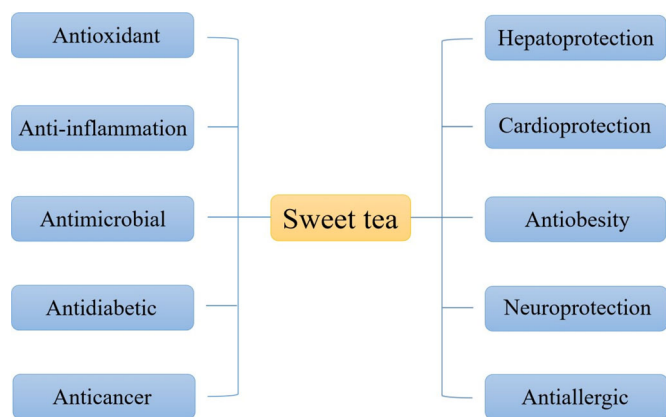 Antioxidant
Anti-inflammation
Antimicrobial
Antidiabetic
Anticancer
Sweet tea
Hepatoprotection
Cardioprotection
Antiobesity
Neuroprotection
Antiallergic